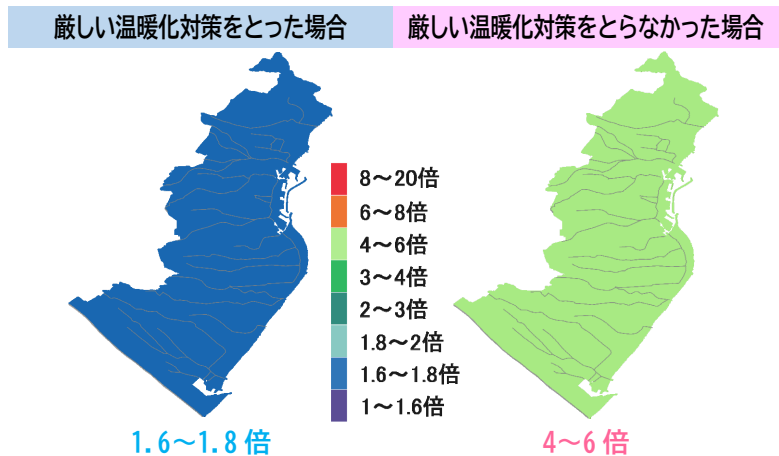 厳しい温暖化対策をとった場合
厳しい温暖化対策をとらなかった場合
8～20倍
6～8倍
4～6倍
3～4倍
2～3倍
1.8～2倍
1.6～1.8倍
1～1.6倍
1.6～1.8倍
4～6倍